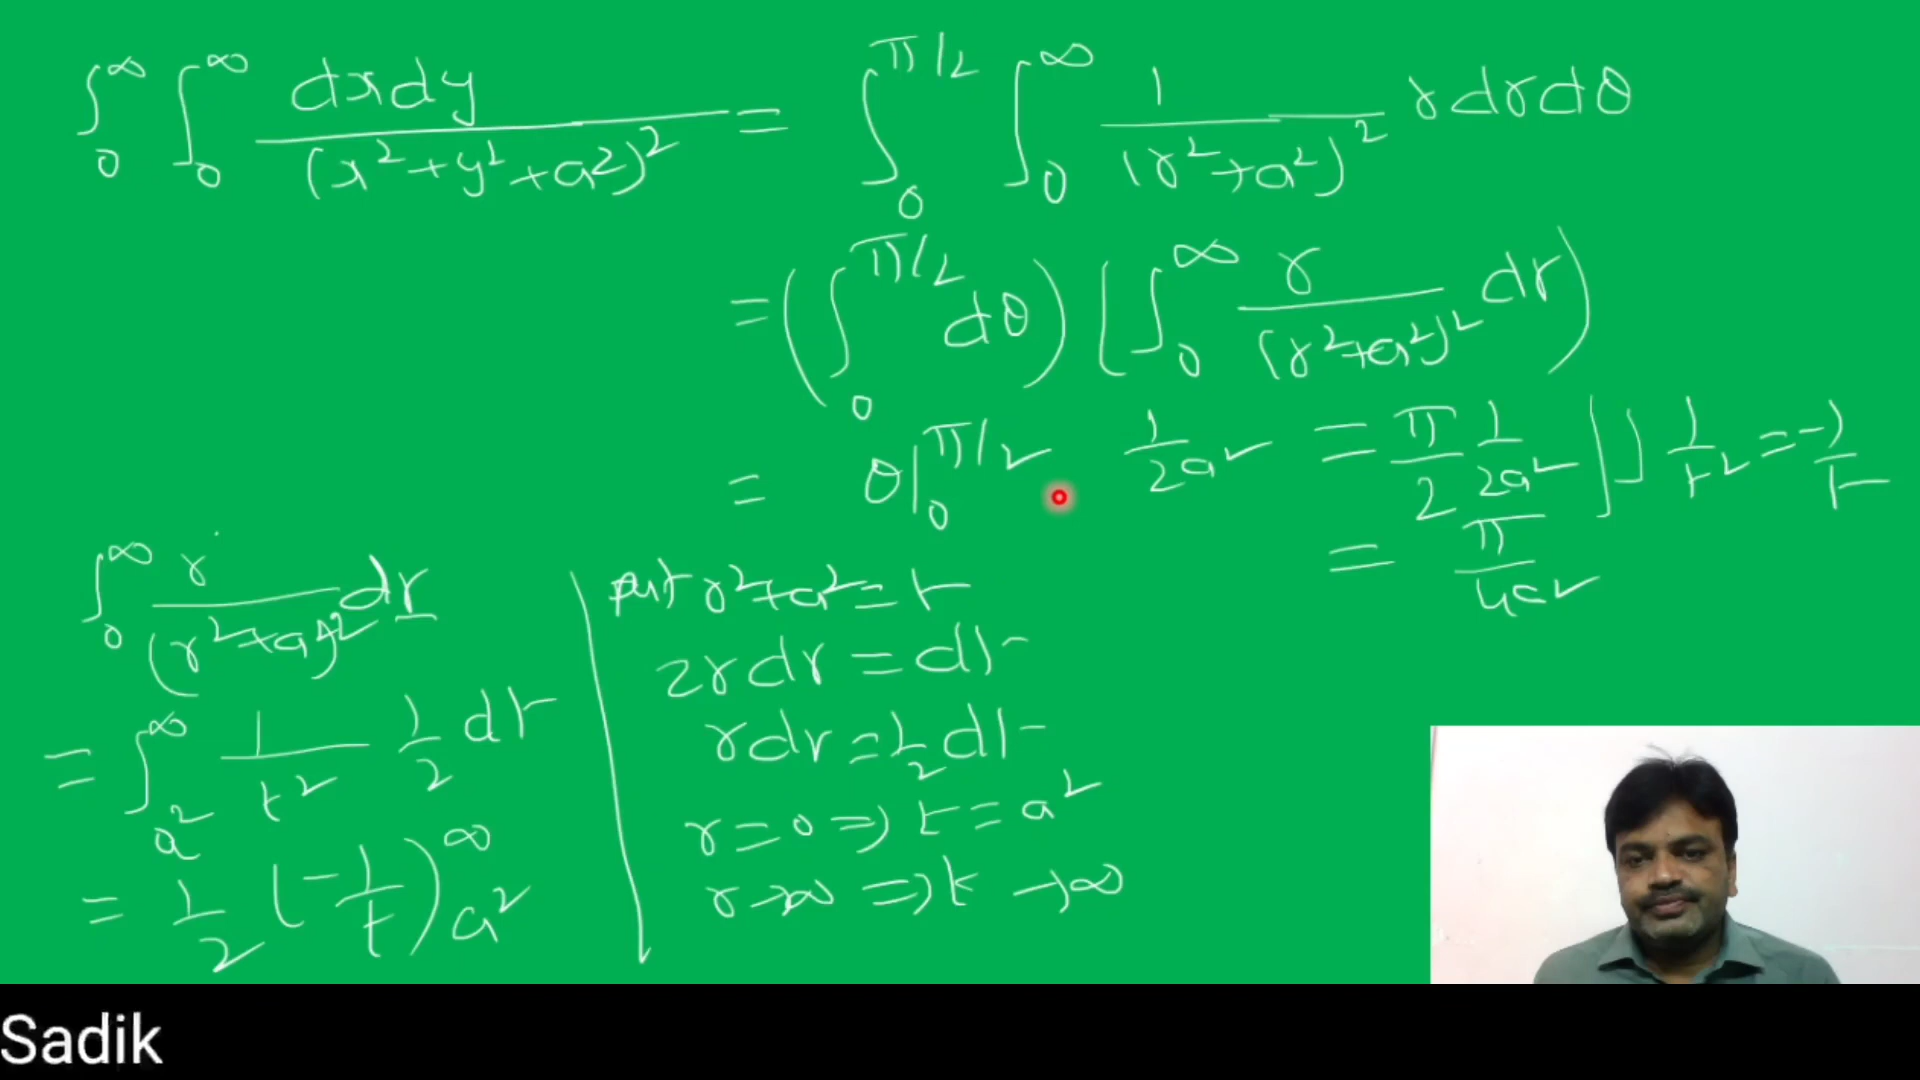 ∫₀^∞ ∫₀^∞ dxdy/(x²+y²+a²)² = ∫₀^{π/2} ∫₀^∞ 1/(r²+a²)² rdrdθ
= (∫₀^{π/2} dθ) (∫₀^∞ r/(r²+a²)² dr)
= θ|₀^{π/2} 1/2a² = π/2 1/2a² | ∫ 1/t² = -1/t
= π/4a²
∫₀^∞ r/(r²+a²)² dr
= ∫_{a²}^∞ 1/t² 1/2 dt
= 1/2 (-1/t)_{a²}^∞
put r²+a² = t
2rdr = dt
rdr = 1/2 dt
r=0 ⇒ t=a²
r→∞ ⇒ t→∞
Sadik